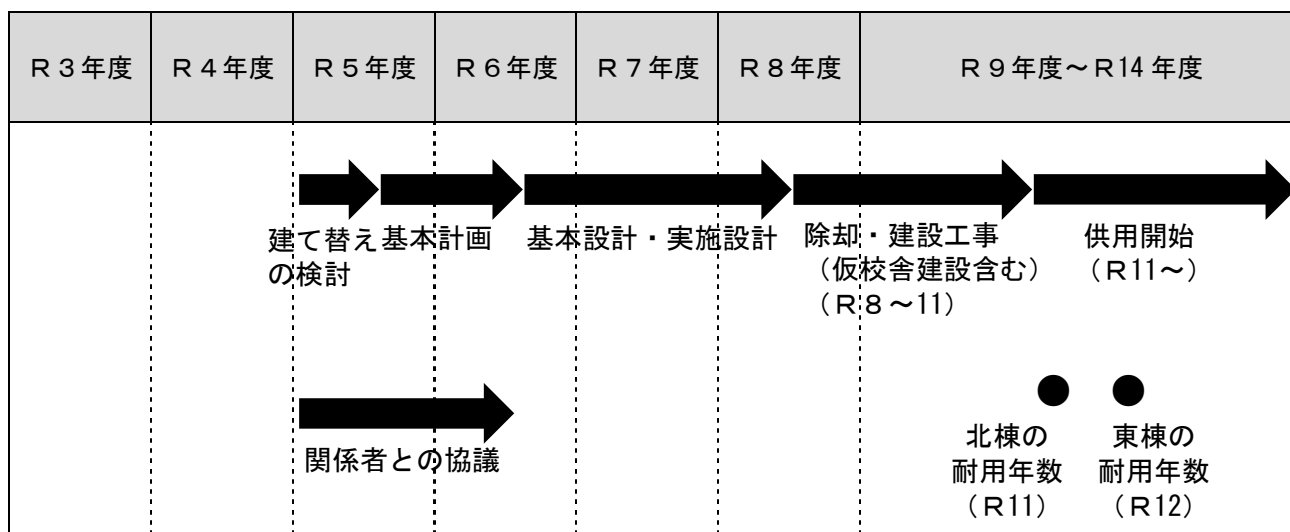 Ｒ３年度 Ｒ４年度 Ｒ５年度 Ｒ６年度 Ｒ７年度 Ｒ８年度 Ｒ９年度～Ｒ14年度
建て替え
の検討
基本計画
基本設計・実施設計
除却・建設工事
（仮校舎建設含む）
（Ｒ８～11）
供用開始
（Ｒ11～）
関係者との協議
北棟の
耐用年数
（Ｒ11）
東棟の
耐用年数
（Ｒ12）